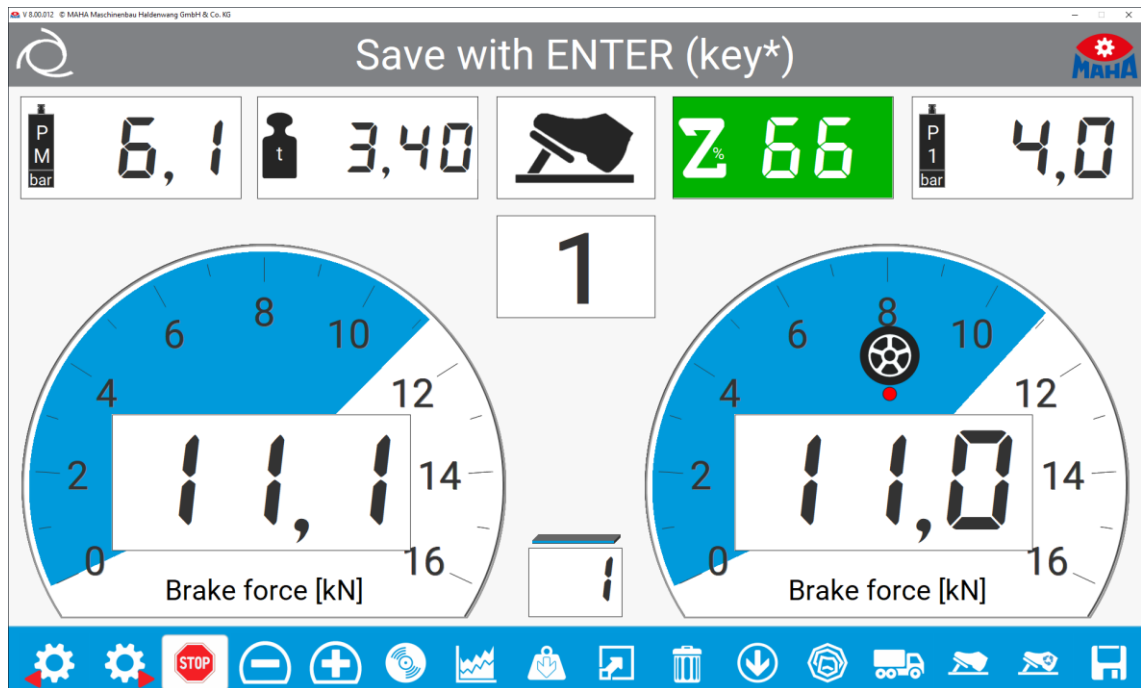 V 8.00.012 © MAHA Maschinenbau Haldenwang GmbH & Co. KG
Save with ENTER (key*)
MAHA
P M bar 6,1
t 3,40
Z % 66
P 1 bar 4,0
1
0 2 4 6 8 10 12 14 16
11,1
Brake force [kN]
0 2 4 6 8 10 12 14 16
11,0
Brake force [kN]
1
STOP